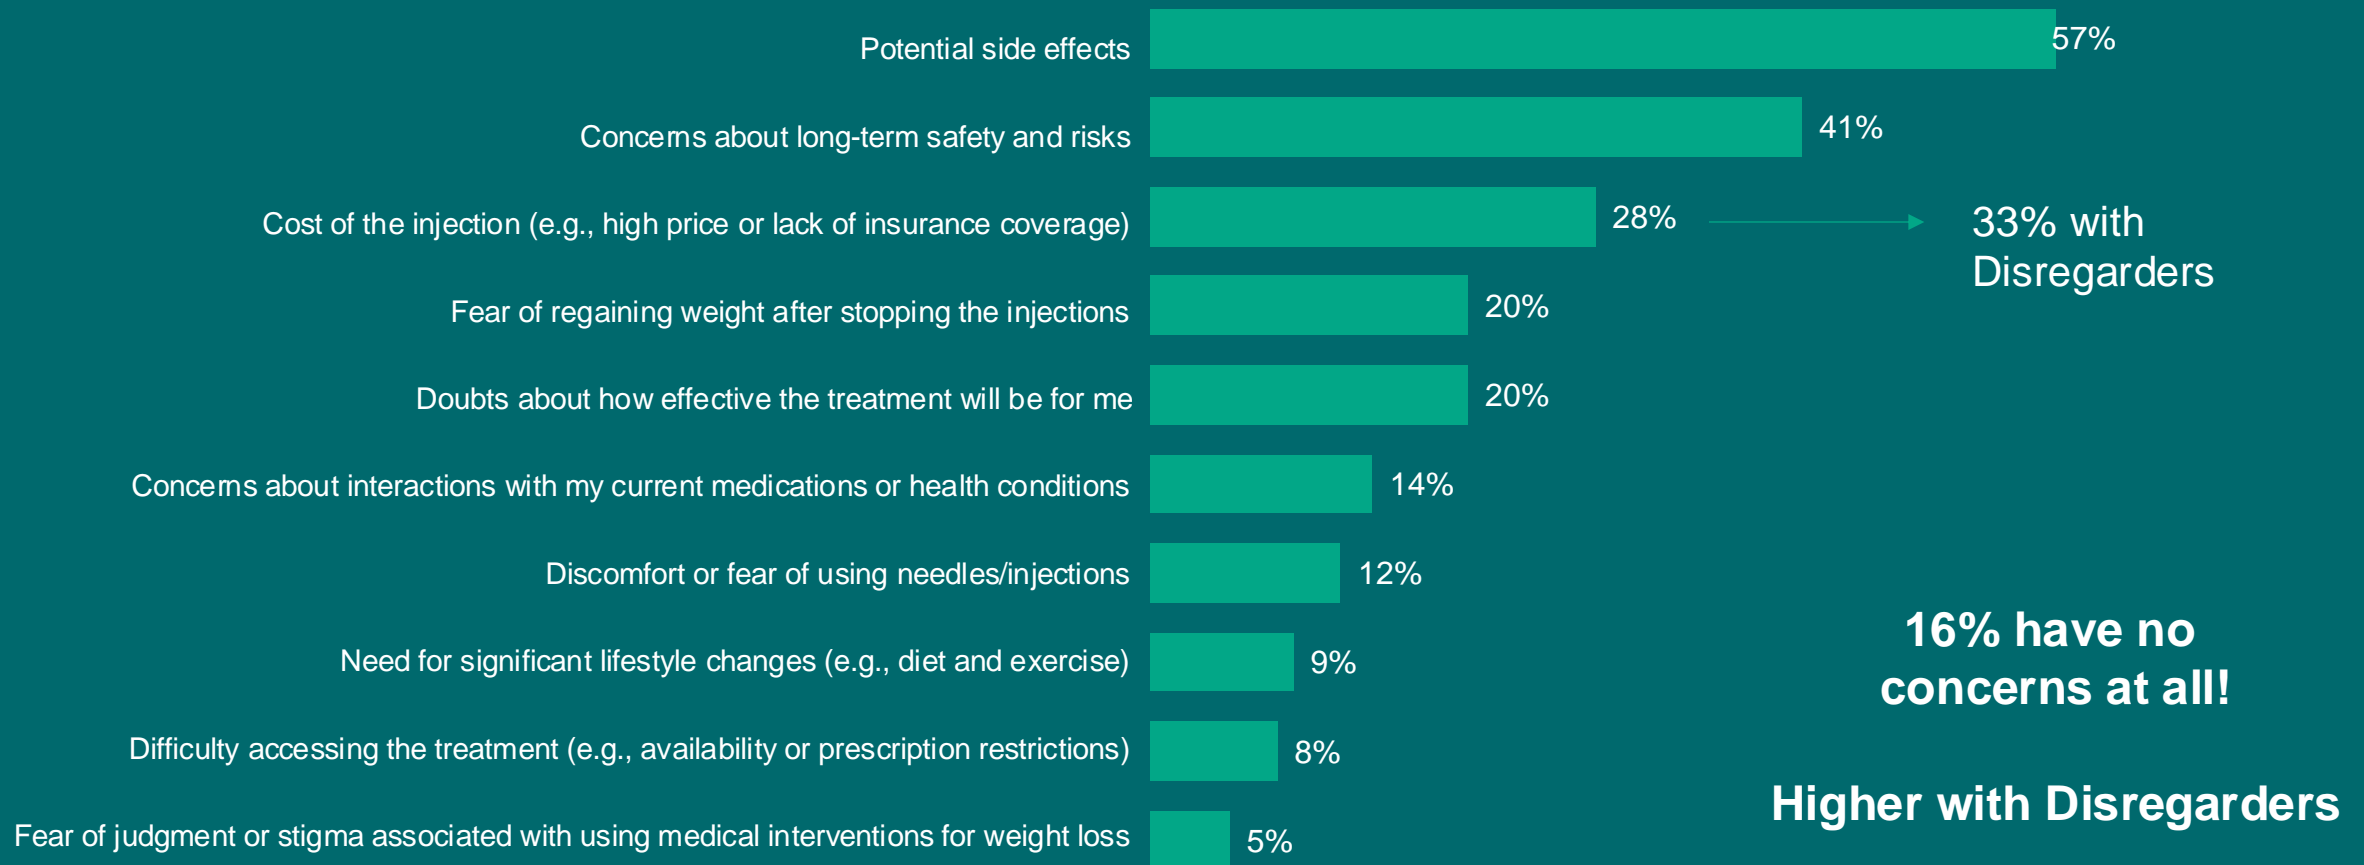 Potential side effects 57%
Concerns about long-term safety and risks 41%
Cost of the injection (e.g., high price or lack of insurance coverage) 28%
33% with
Disregarders
Fear of regaining weight after stopping the injections 20%
Doubts about how effective the treatment will be for me 20%
Concerns about interactions with my current medications or health conditions 14%
Discomfort or fear of using needles/injections 12%
Need for significant lifestyle changes (e.g., diet and exercise) 9%
Difficulty accessing the treatment (e.g., availability or prescription restrictions) 8%
Fear of judgment or stigma associated with using medical interventions for weight loss 5%
16% have no
concerns at all!
Higher with Disregarders